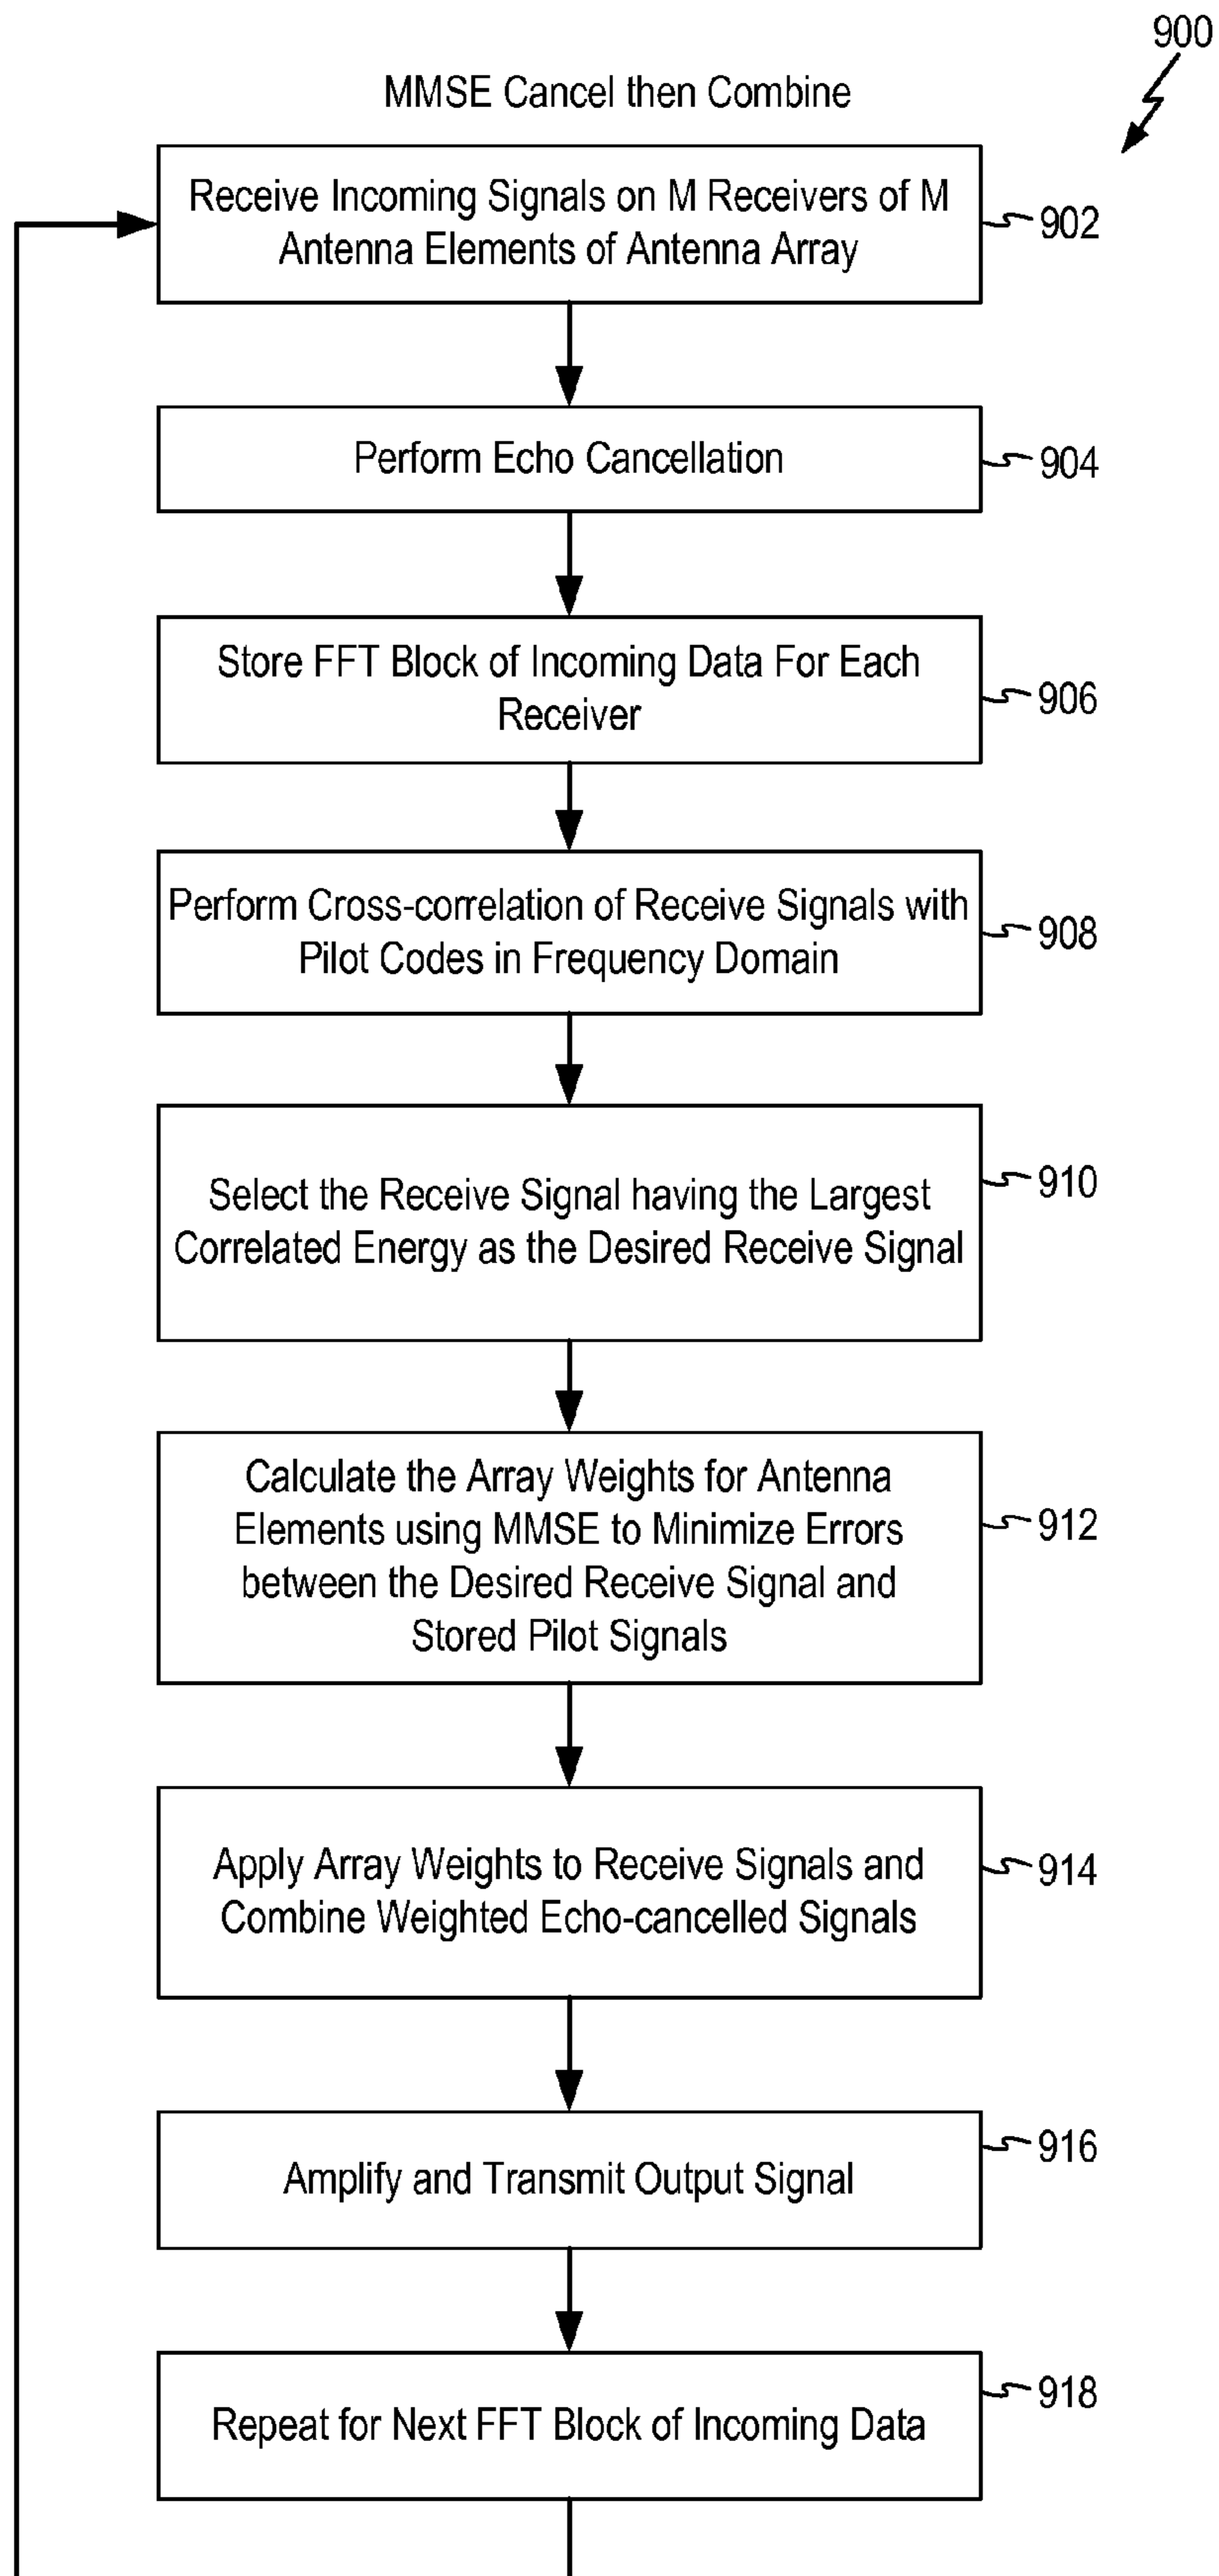 900
MMSE Cancel then Combine
Receive Incoming Signals on M Receivers of M
Antenna Elements of Antenna Array
902
Perform Echo Cancellation
904
Store FFT Block of Incoming Data For Each
Receiver
906
Perform Cross-correlation of Receive Signals with
Pilot Codes in Frequency Domain
908
Select the Receive Signal having the Largest
Correlated Energy as the Desired Receive Signal
910
Calculate the Array Weights for Antenna
Elements using MMSE to Minimize Errors
between the Desired Receive Signal and
Stored Pilot Signals
912
Apply Array Weights to Receive Signals and
Combine Weighted Echo-cancelled Signals
914
Amplify and Transmit Output Signal
916
Repeat for Next FFT Block of Incoming Data
918